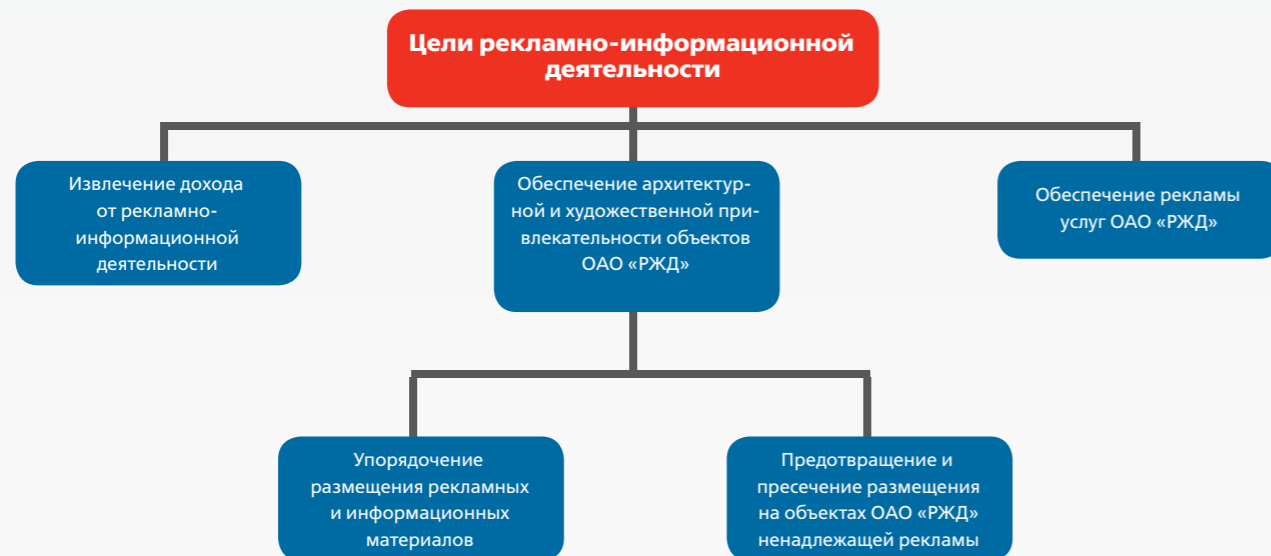 Цели рекламно-информационной
деятельности
Извлечение дохода
от рекламно-
информационной
деятельности
Обеспечение архитектур-
ной и художественной при-
влекательности объектов
ОАО «РЖД»
Обеспечение рекламы
услуг ОАО «РЖД»
Упорядочение
размещения рекламных
и информационных
материалов
Предотвращение и
пресечение размещения
на объектах ОАО «РЖД»
ненадлежащей рекламы